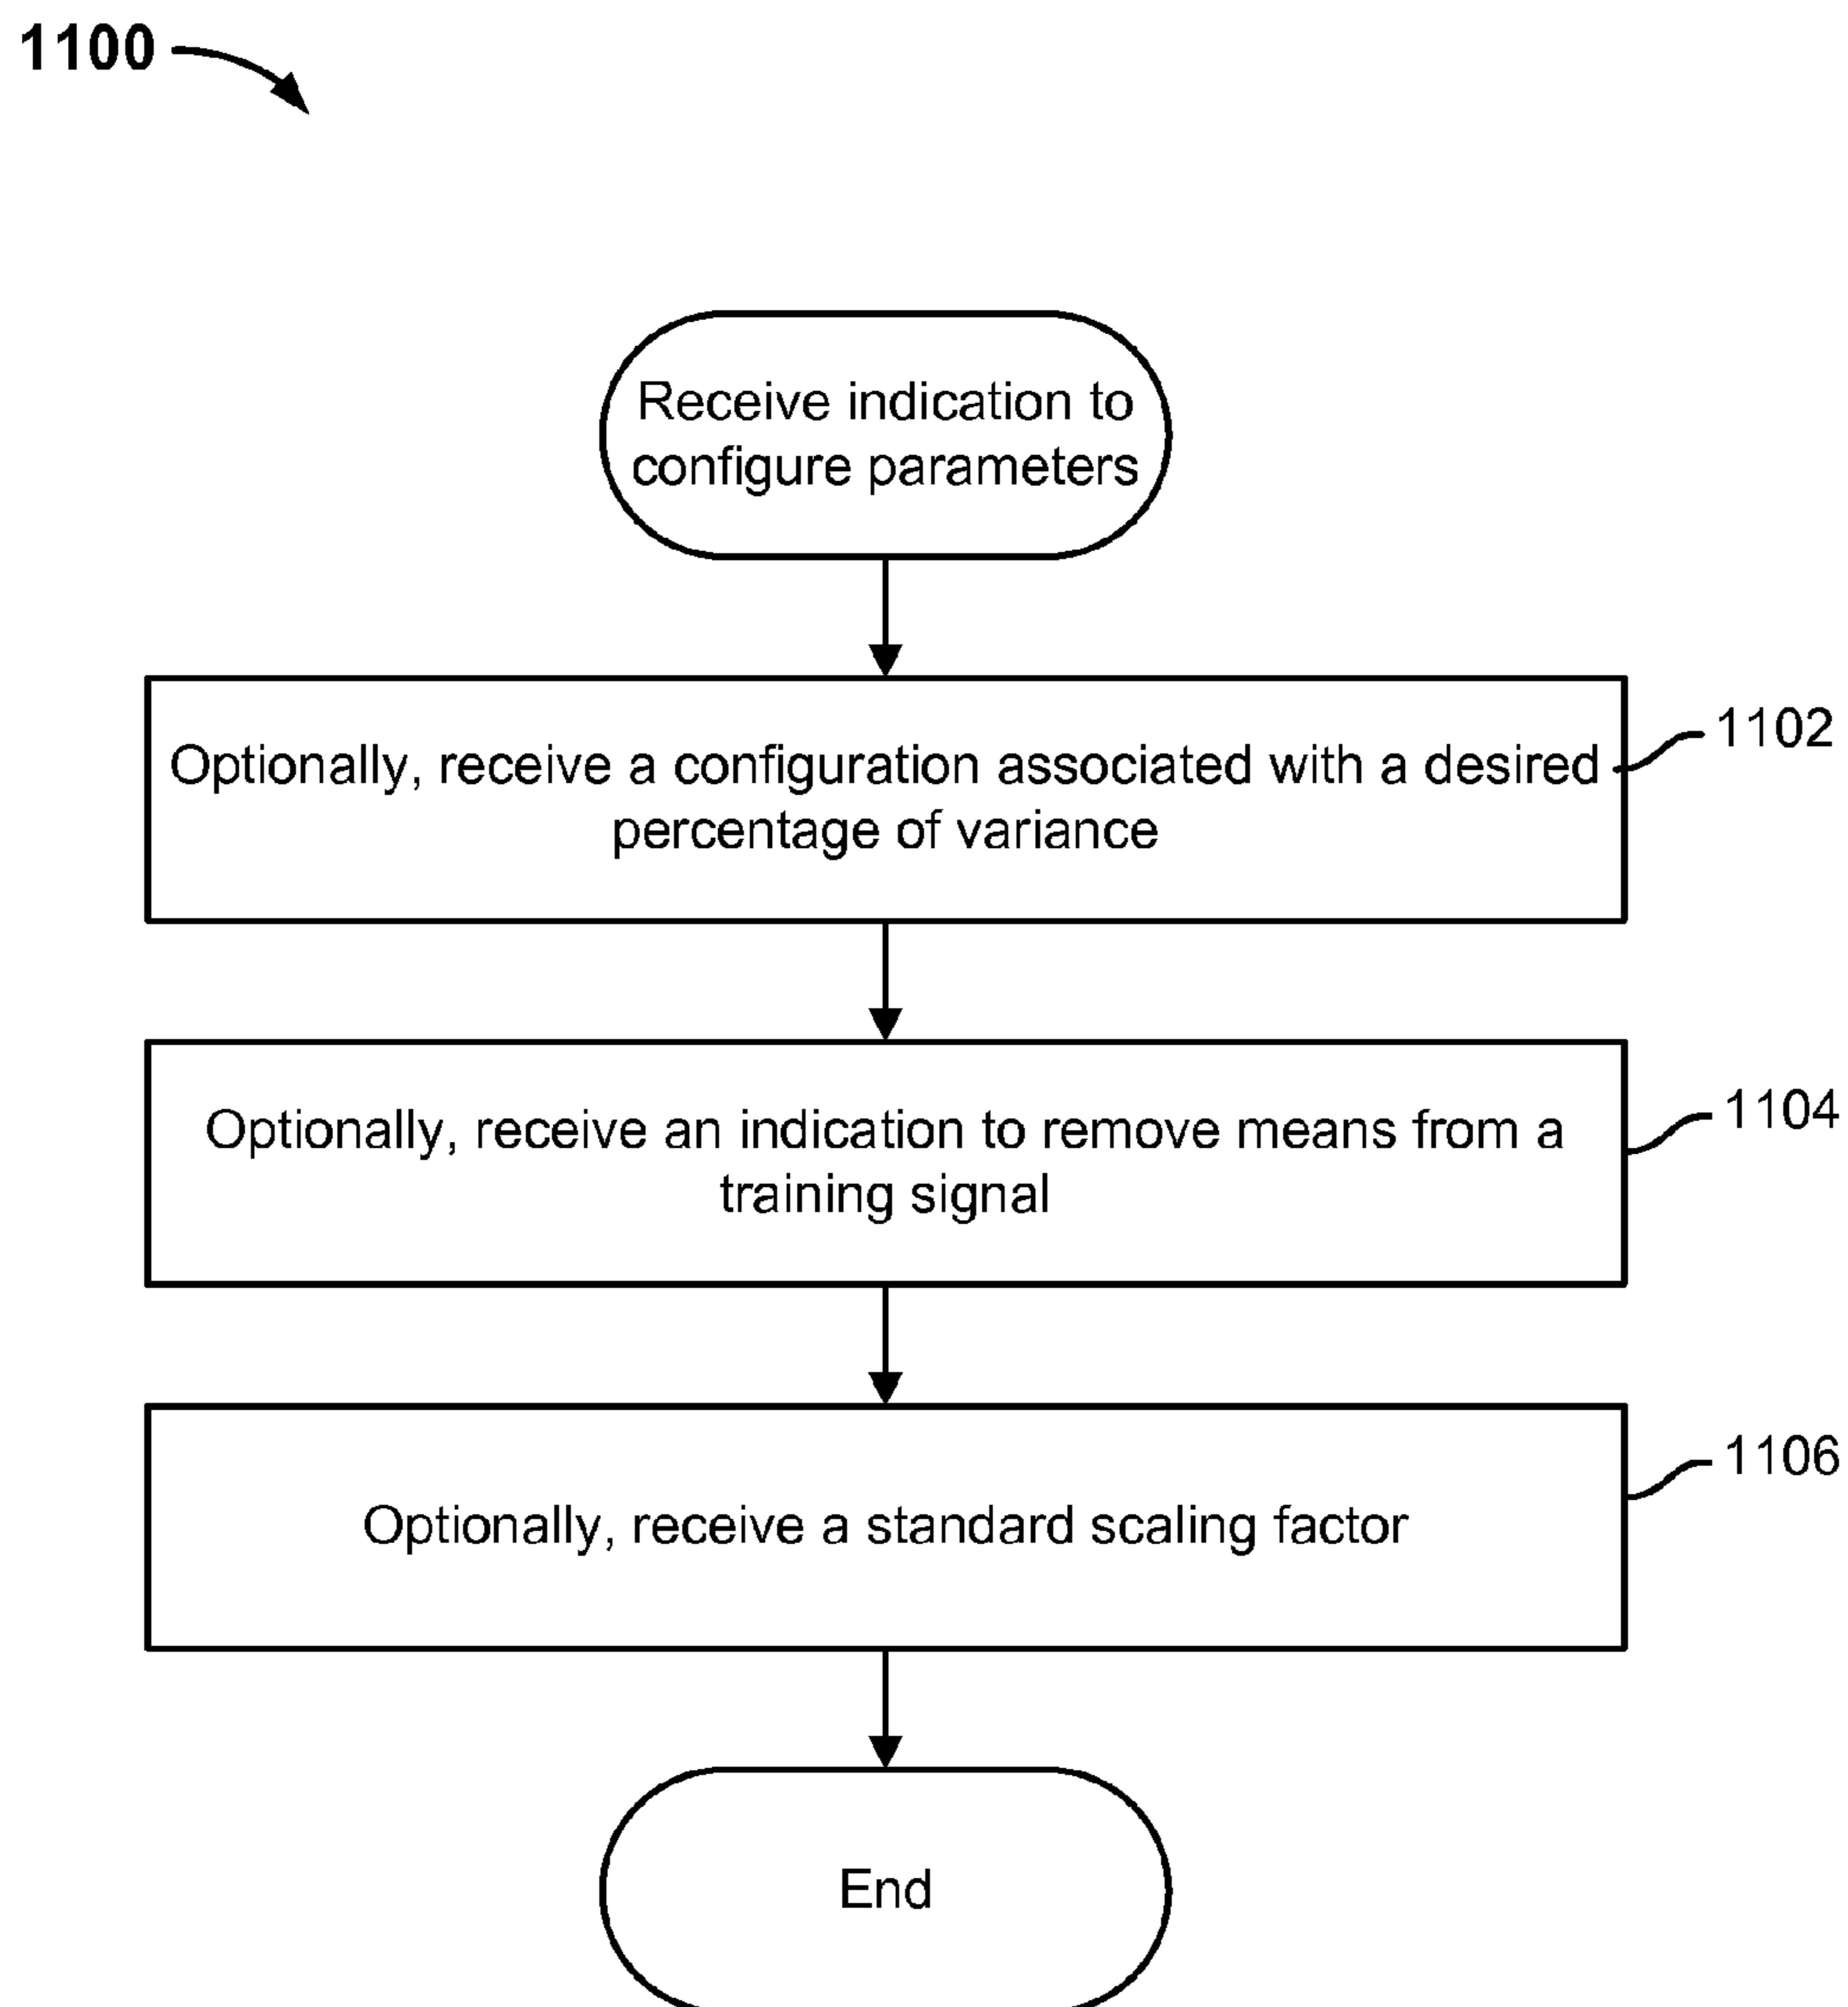 1100
Receive indication to
configure parameters
Optionally, receive a configuration associated with a desired
percentage of variance
1102
Optionally, receive an indication to remove means from a
training signal
1104
Optionally, receive a standard scaling factor
1106
End